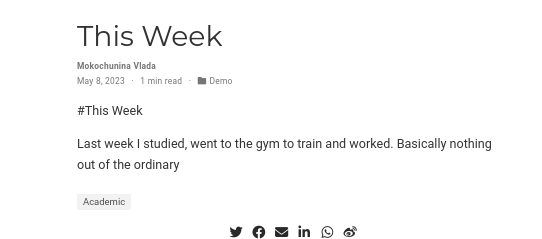 This Week
Mokochunina Vlada
May 8, 2023 · 1 min read · Demo
#This Week
Last week I studied, went to the gym to train and worked. Basically nothing
out of the ordinary
Academic